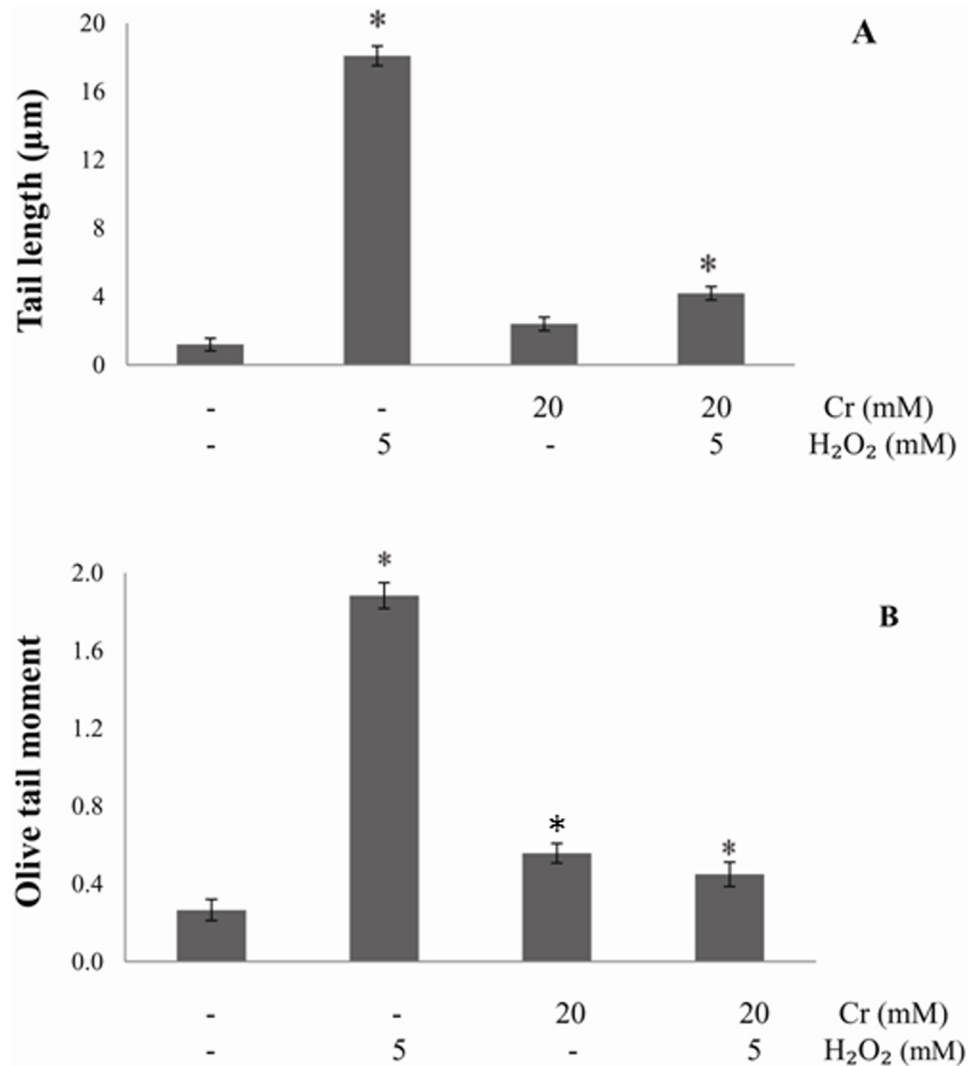 A
Tail length (µm)
20
*
16
12
8
4
*
0
- - 20 20 Cr (mM)
- 5 - 5 H₂O₂ (mM)
B
Olive tail moment
2.0
*
1.6
1.2
0.8
*
*
0.4
0.0
- - 20 20 Cr (mM)
- 5 - 5 H₂O₂ (mM)